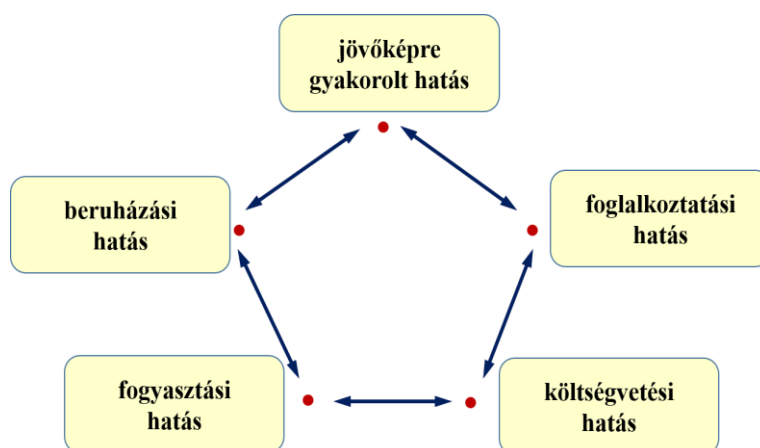 jövőképre
gyakorolt hatás
beruházási
hatás
foglalkoztatási
hatás
fogyasztási
hatás
költségvetési
hatás